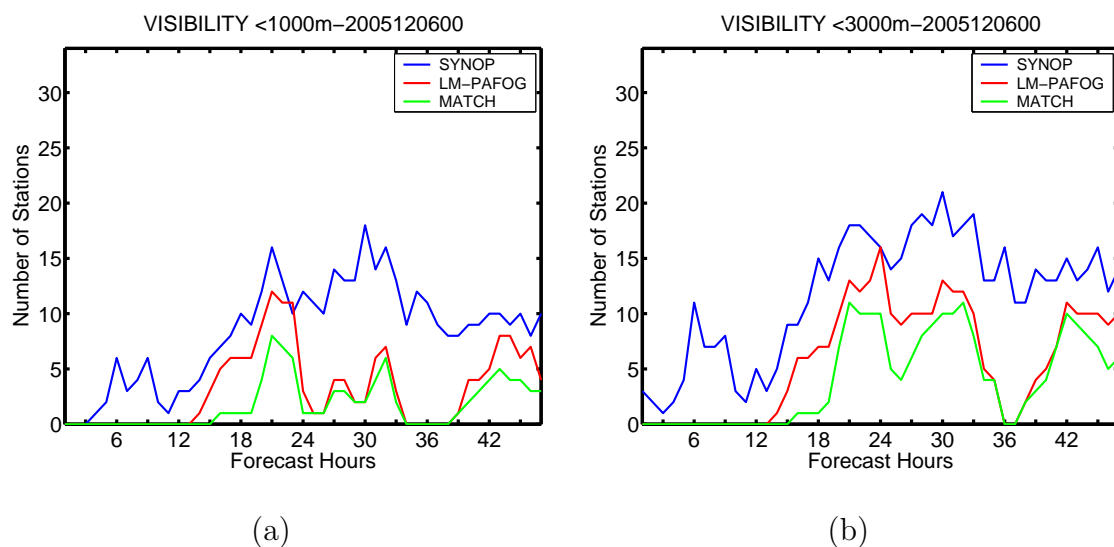 VISIBILITY <1000m−2005120600
SYNOP
LM−PAFOG
MATCH
30
25
20
15
10
5
0
Number of Stations
6 12 18 24 30 36 42
Forecast Hours
(a)
VISIBILITY <3000m−2005120600
SYNOP
LM−PAFOG
MATCH
30
25
20
15
10
5
0
Number of Stations
6 12 18 24 30 36 42
Forecast Hours
(b)